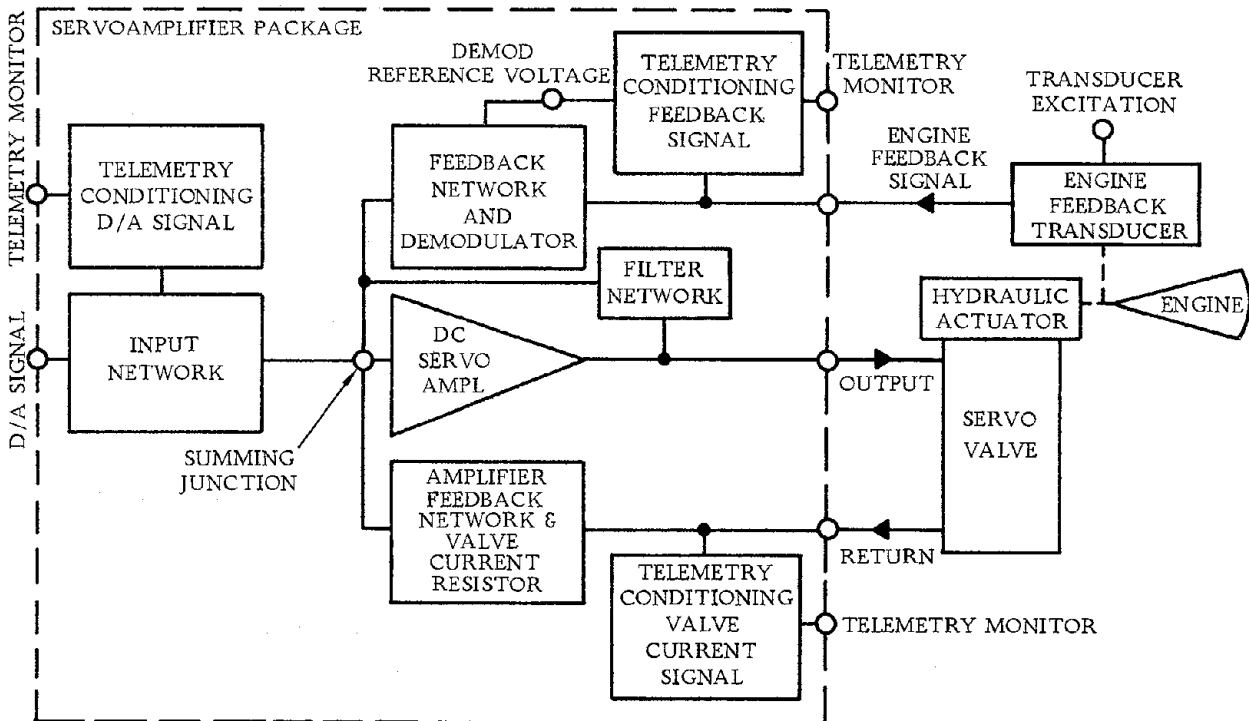 SERVOAMPLIFIER PACKAGE
TELEMETRY MONITOR
D/A SIGNAL
TELEMETRY
CONDITIONING
D/A SIGNAL
INPUT
NETWORK
SUMMING
JUNCTION
DEMOD
REFERENCE VOLTAGE
FEEDBACK
NETWORK
AND
DEMODULATOR
TELEMETRY
CONDITIONING
FEEDBACK
SIGNAL
TELEMETRY
MONITOR
FILTER
NETWORK
DC
SERVO
AMPL
AMPLIFIER
FEEDBACK
NETWORK &
VALVE
CURRENT
RESISTOR
TELEMETRY
CONDITIONING
VALVE
CURRENT
SIGNAL
TELEMETRY MONITOR
ENGINE
FEEDBACK
SIGNAL
TRANSDUCER
EXCITATION
ENGINE
FEEDBACK
TRANSDUCER
HYDRAULIC
ACTUATOR
ENGINE
OUTPUT
SERVO
VALVE
RETURN